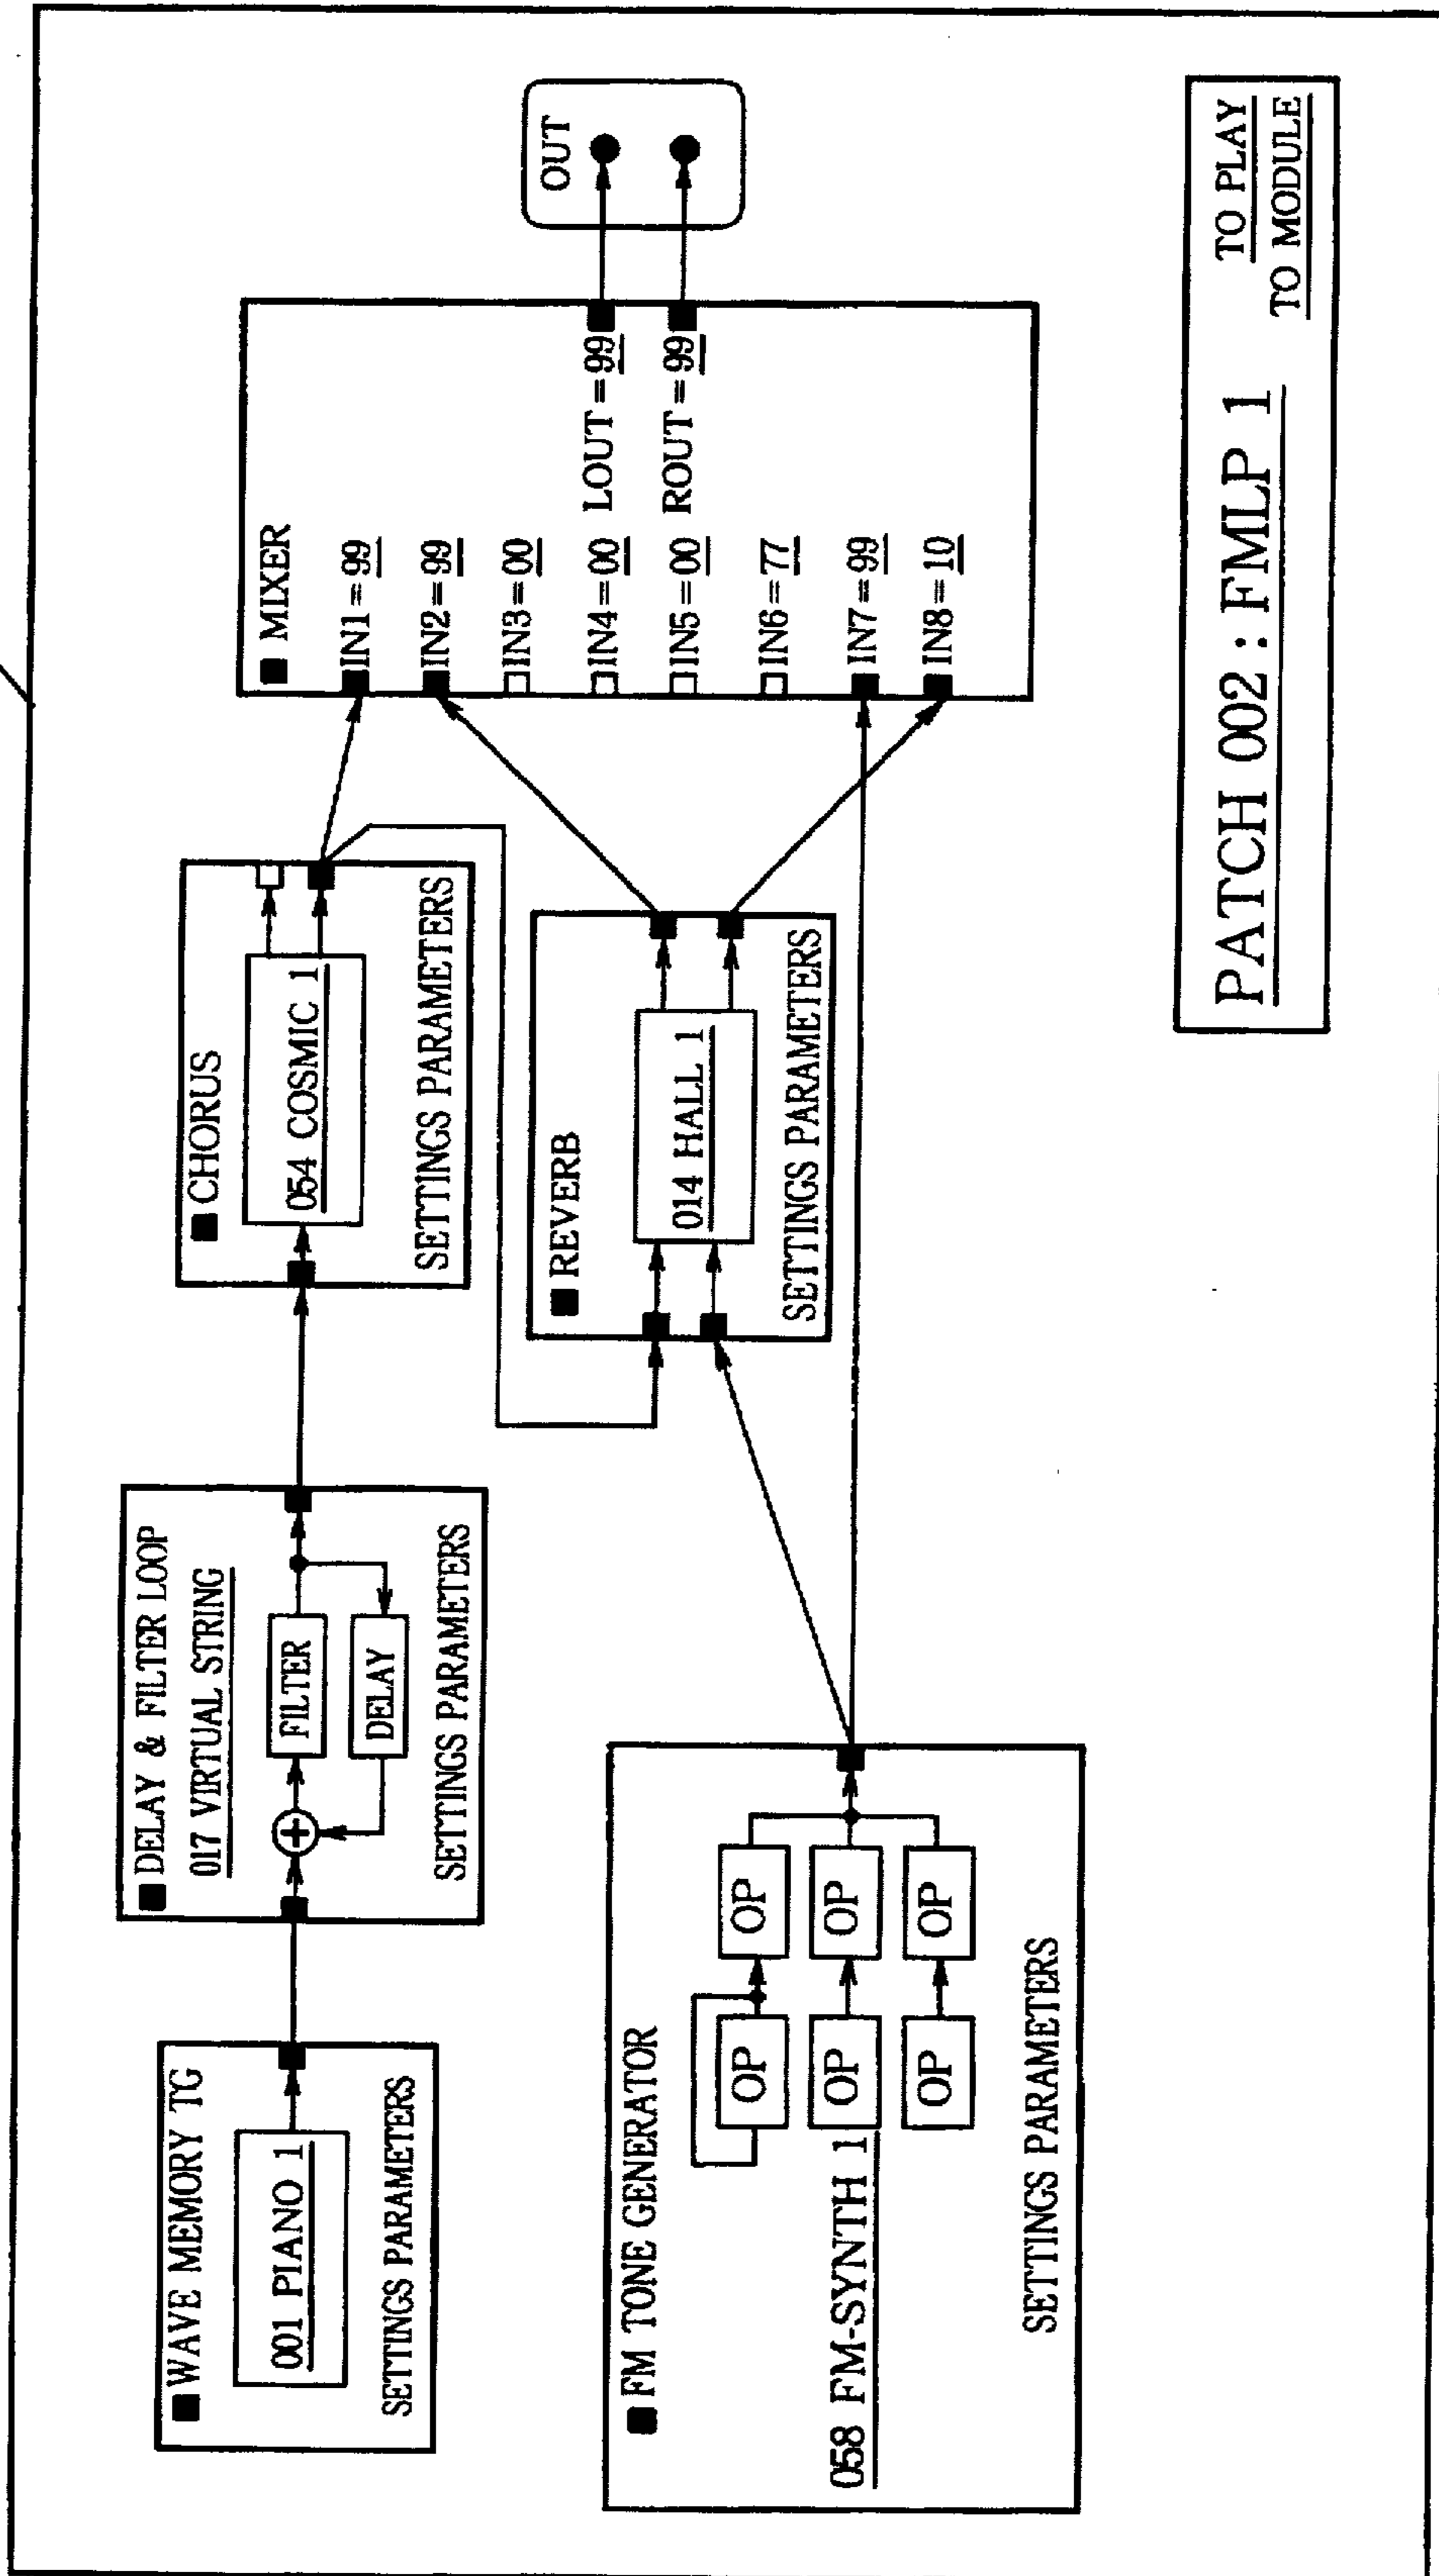 WAVE MEMORY TG
001 PIANO 1
SETTINGS PARAMETERS
DELAY & FILTER LOOP
017 VIRTUAL STRING
FILTER
DELAY
SETTINGS PARAMETERS
CHORUS
054 COSMIC 1
SETTINGS PARAMETERS
REVERB
014 HALL 1
SETTINGS PARAMETERS
FM TONE GENERATOR
OP OP
OP OP
OP OP
058 FM-SYNTH 1
SETTINGS PARAMETERS
MIXER
IN1=99
IN2=99
IN3=00
IN4=00 LOUT=99
IN5=00 ROUT=99
IN6=77
IN7=99
IN8=10
OUT
PATCH 002 : FMLP 1
TO PLAY
TO MODULE